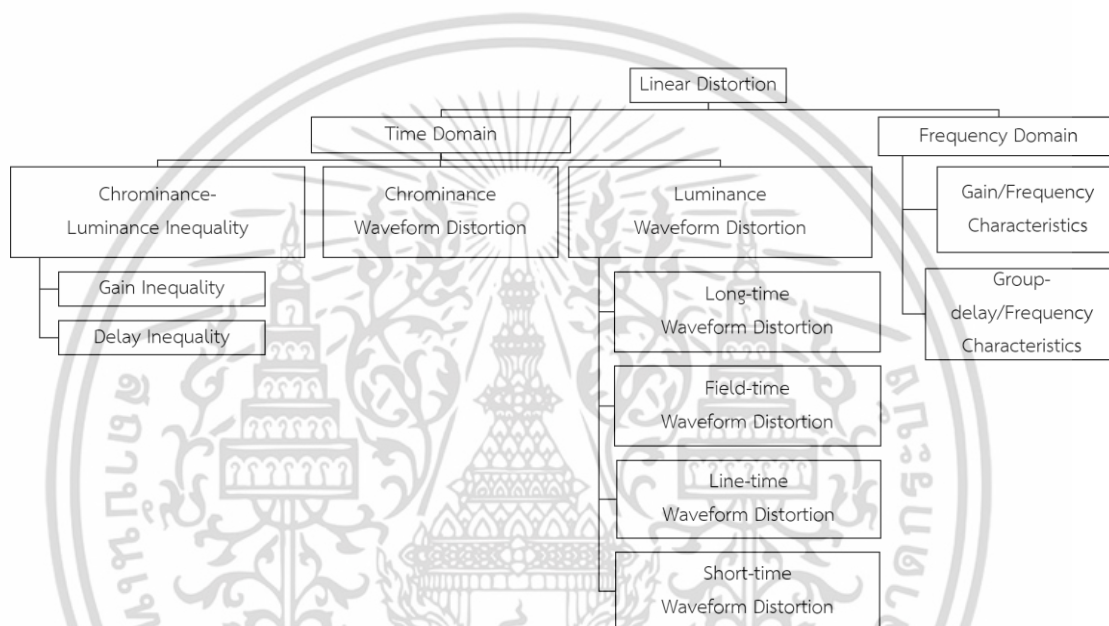 Linear Distortion
Time Domain
Frequency Domain
Chrominance-
Luminance Inequality
Gain Inequality
Delay Inequality
Chrominance
Waveform Distortion
Luminance
Waveform Distortion
Long-time
Waveform Distortion
Field-time
Waveform Distortion
Line-time
Waveform Distortion
Short-time
Waveform Distortion
Gain/Frequency
Characteristics
Group-
delay/Frequency
Characteristics